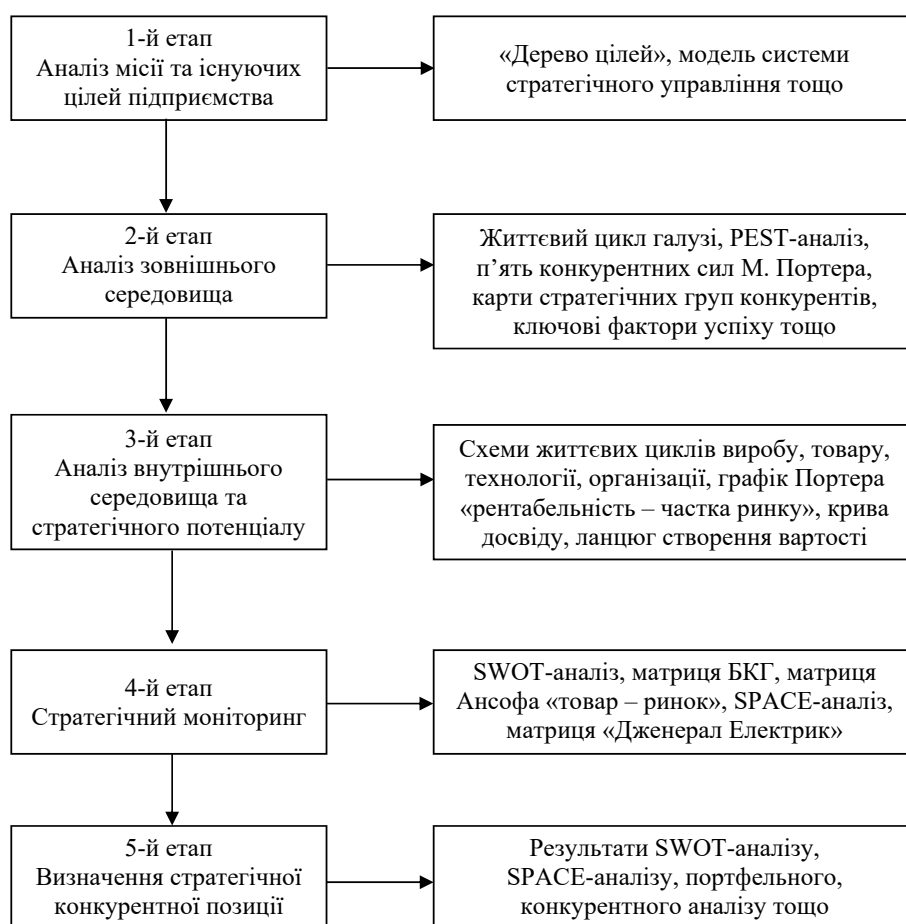 1-й етап
Аналіз місії та існуючих
цілей підприємства
«Дерево цілей», модель системи
стратегічного управління тощо
2-й етап
Аналіз зовнішнього
середовища
Життєвий цикл галузі, PEST-аналіз,
п’ять конкурентних сил М. Портера,
карти стратегічних груп конкурентів,
ключові фактори успіху тощо
3-й етап
Аналіз внутрішнього
середовища та
стратегічного потенціалу
Схеми життєвих циклів виробу, товару,
технології, організації, графік Портера
«рентабельність – частка ринку», крива
досвіду, ланцюг створення вартості
4-й етап
Стратегічний моніторинг
SWOT-аналіз, матриця БКГ, матриця
Ансофа «товар – ринок», SPACE-аналіз,
матриця «Дженерал Електрик»
5-й етап
Визначення стратегічної
конкурентної позиції
Результати SWOT-аналізу,
SPACE-аналізу, портфельного,
конкурентного аналізу тощо